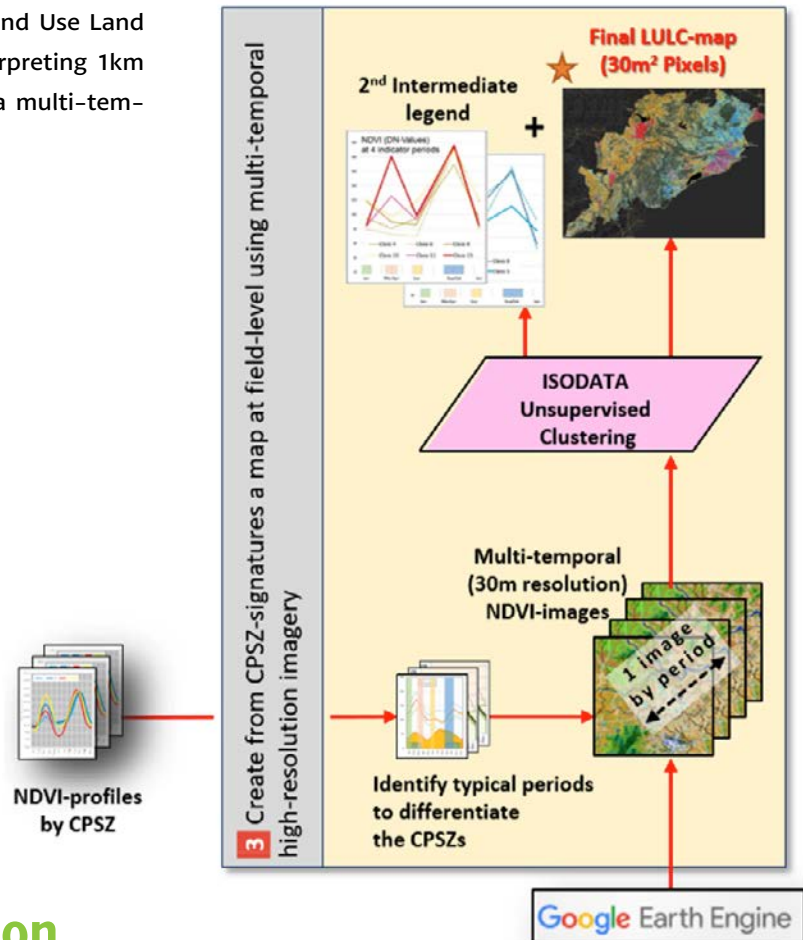 nd Use Land
rpreting 1km
a multi-tem-
3 Create from CPSZ-signatures a map at field-level using multi-temporal
high-resolution imagery
Final LULC-map
(30m² Pixels)
2nd Intermediate
legend
+
NDVI (DN-Values)
at 4 indicator periods
ISODATA
Unsupervised
Clustering
Multi-temporal
(30m resolution)
NDVI-images
1 image
by period
NDVI-profiles
by CPSZ
Identify typical periods
to differentiate
the CPSZs
Google Earth Engine
on